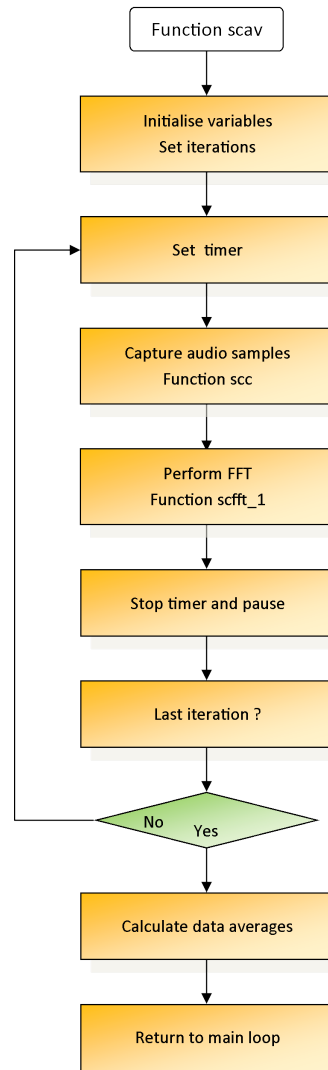 Function scav
Initialise variables
Set iterations
Set timer
Capture audio samples
Function scc
Perform FFT
Function scfft_1
Stop timer and pause
Last iteration ?
No
Yes
Calculate data averages
Return to main loop